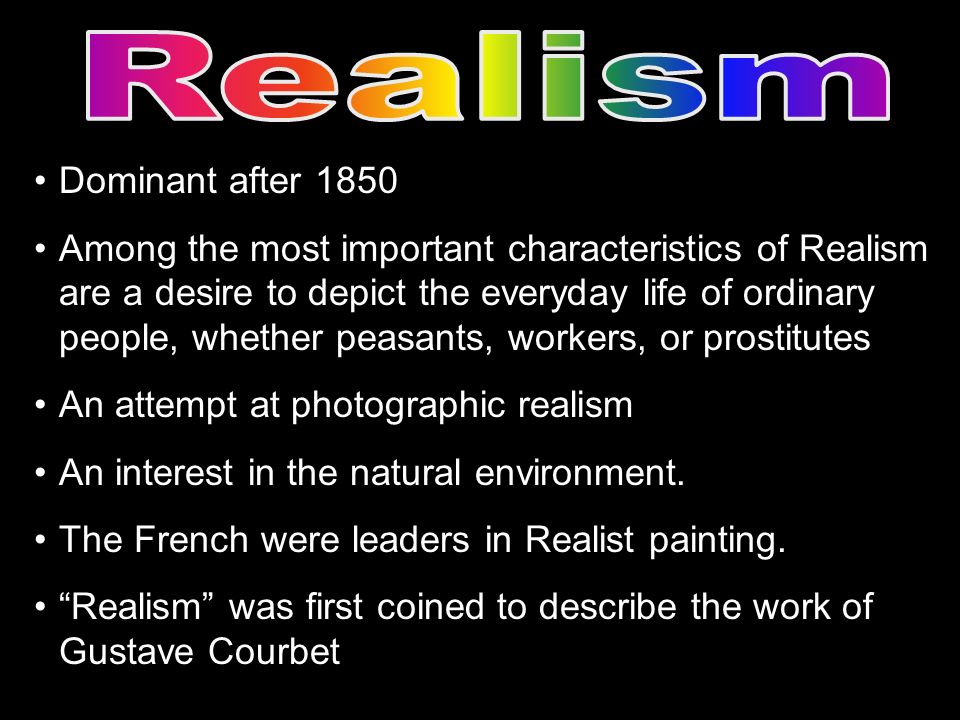 Realism
• Dominant after 1850
• Among the most important characteristics of Realism
are a desire to depict the everyday life of ordinary
people, whether peasants, workers, or prostitutes
• An attempt at photographic realism
• An interest in the natural environment.
• The French were leaders in Realist painting.
• “Realism” was first coined to describe the work of
Gustave Courbet